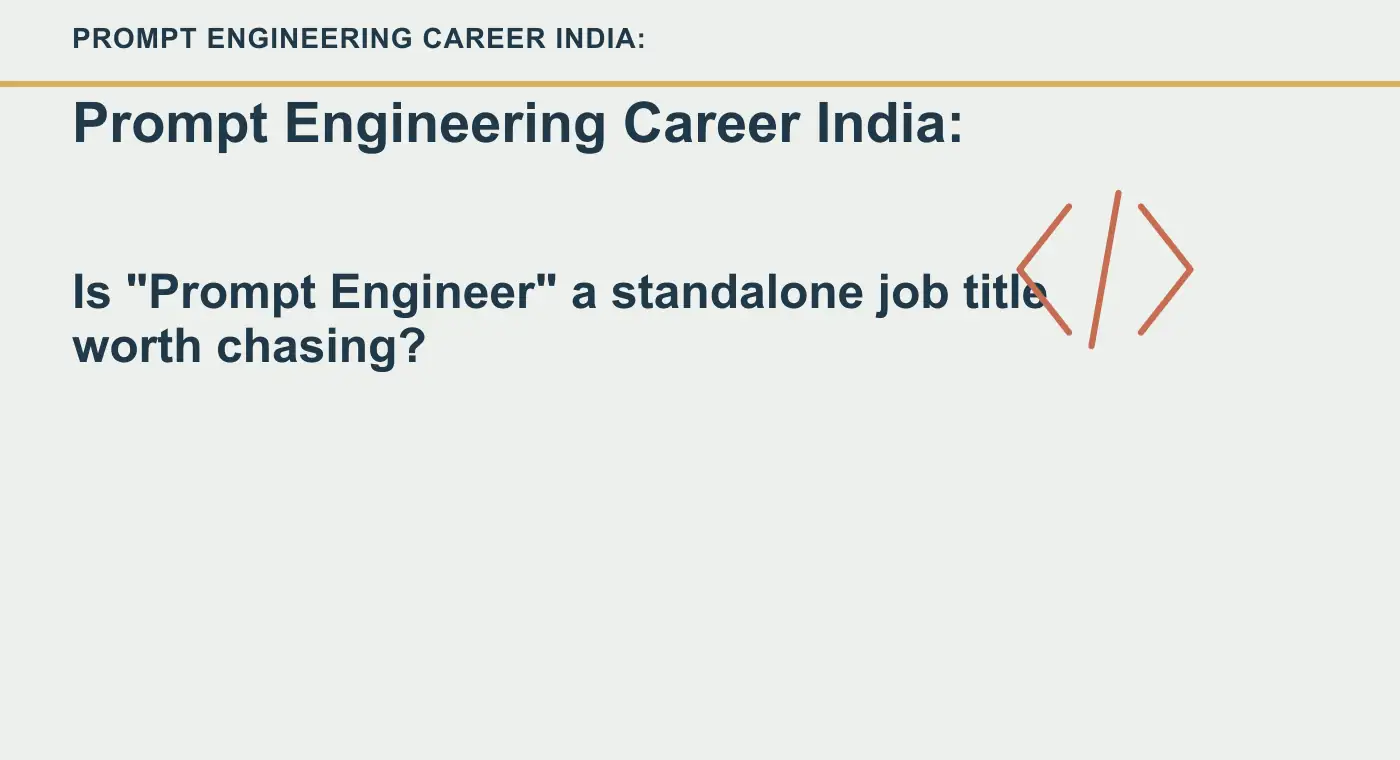 PROMPT ENGINEERING CAREER INDIA:
Prompt Engineering Career India:
Is "Prompt Engineer" a standalone job title
worth chasing?